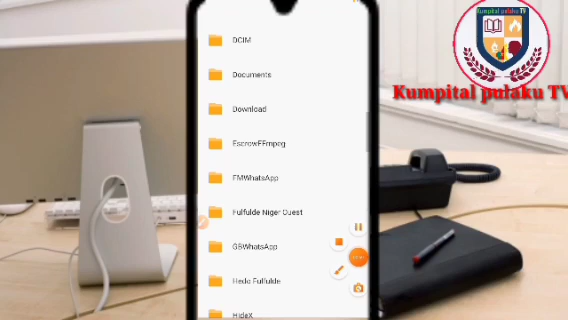 Kumpital pulaku TV
Kumpital pulaku TV
DCIM
Documents
Download
EscrowFFmpeg
FMWhatsApp
Fulfulde Niger Ouest
GBWhatsApp
Hedo Fulfulde
HideX